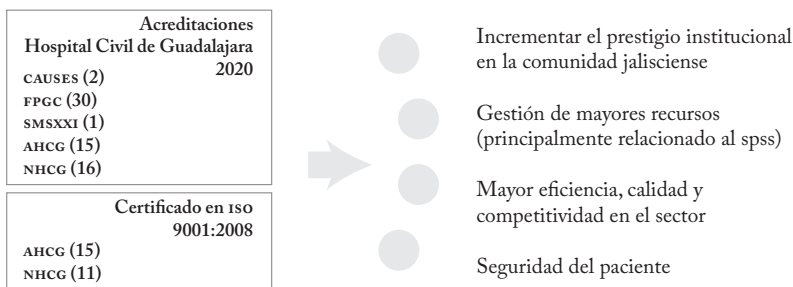 Acreditaciones
Hospital Civil de Guadalajara
2020
CAUSES (2)
FPGC (30)
SMSXXI (1)
AHCG (15)
NHCG (16)
Certificado en ISO
9001:2008
AHCG (15)
NHCG (11)
Incrementar el prestigio institucional
en la comunidad jalisciense
Gestión de mayores recursos
(principalmente relacionado al spss)
Mayor eficiencia, calidad y
competitividad en el sector
Seguridad del paciente